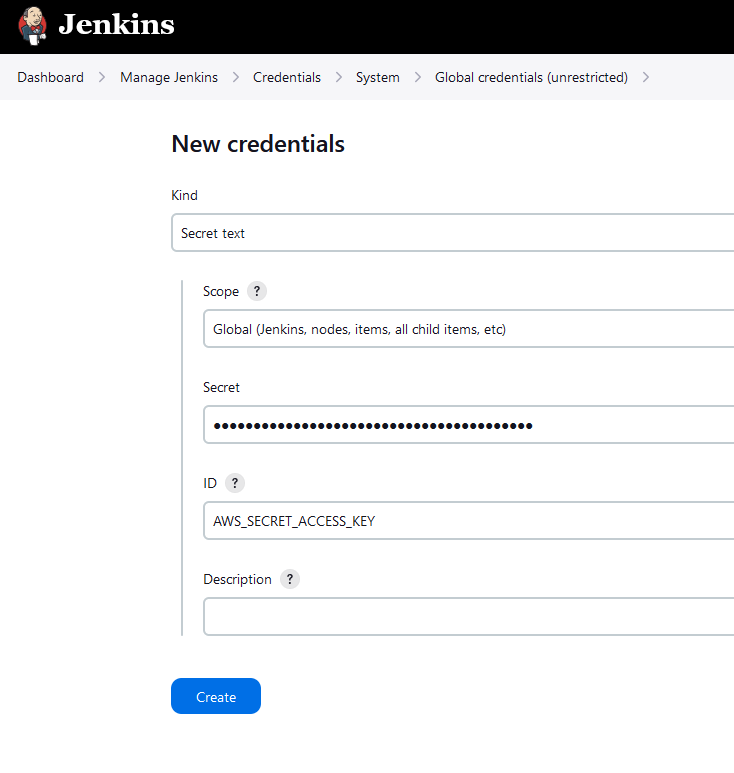 Jenkins
Dashboard > Manage Jenkins > Credentials > System > Global credentials (unrestricted) >
New credentials
Kind
Secret text
Scope ?
Global (Jenkins, nodes, items, all child items, etc)
Secret
••••••••••••••••••••••••••••••••••••••••
ID ?
AWS_SECRET_ACCESS_KEY
Description ?
Create